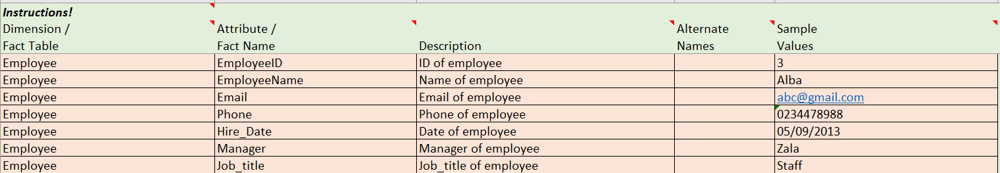 Instructions!
Dimension / Attribute / Alternate Sample
Fact Table Fact Name Description Names Values
Employee EmployeeID ID of employee 3
Employee EmployeeName Name of employee Alba
Employee Email Email of employee abc@gmail.com
Employee Phone Phone of employee 0234478988
Employee Hire_Date Date of employee 05/09/2013
Employee Manager Manager of employee Zala
Employee Job_title Job_title of employee Staff